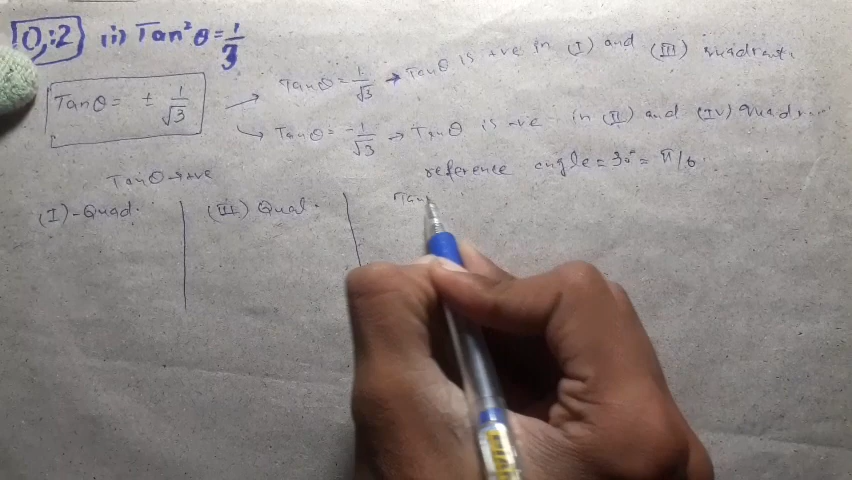 Q:2 ii) Tan²θ = 1/3
Tanθ = ± 1/√3
Tanθ = 1/√3 → Tanθ is +ve in (I) and (III) quadrant.
Tanθ = -1/√3 → Tanθ is -ve in (II) and (IV) quadrant
reference angle = 30° = π/6.
Tanθ → +ve
(I)-Quad.
(III) Quad.
Tan